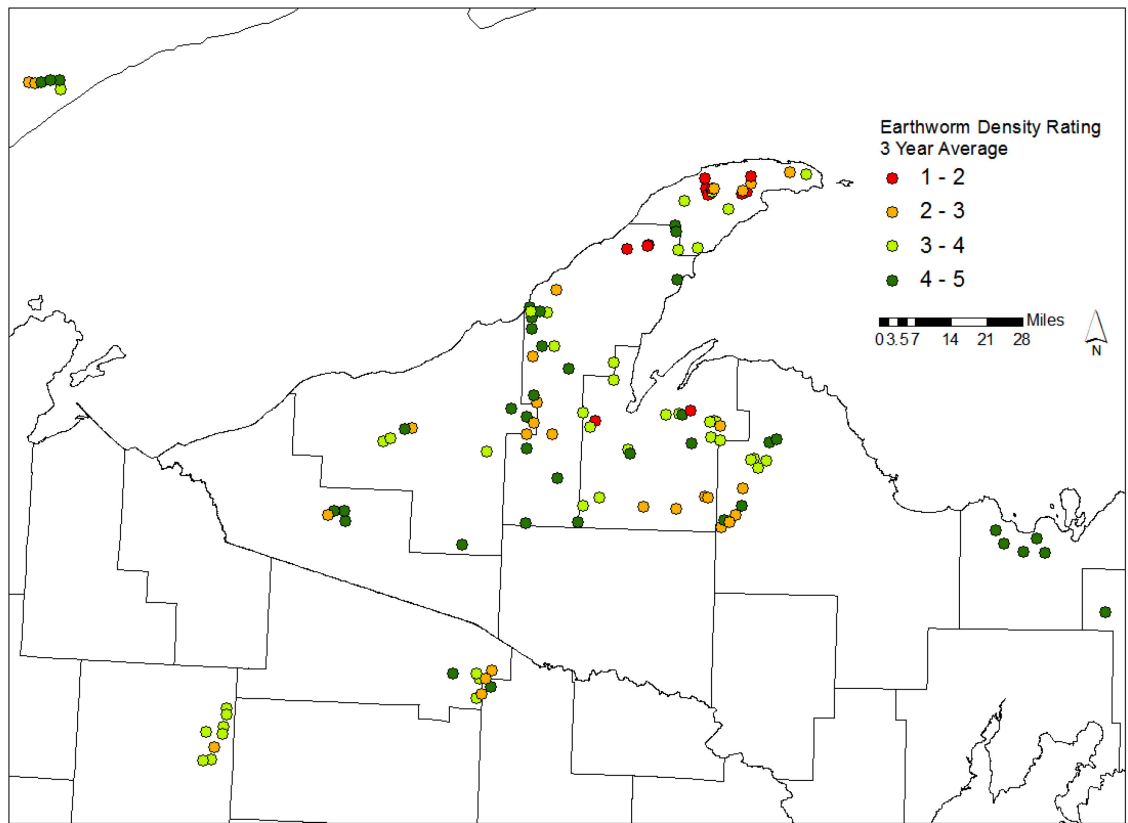 Earthworm Density Rating
3 Year Average
1 - 2
2 - 3
3 - 4
4 - 5
Miles
0 3.5 7 14 21 28
N